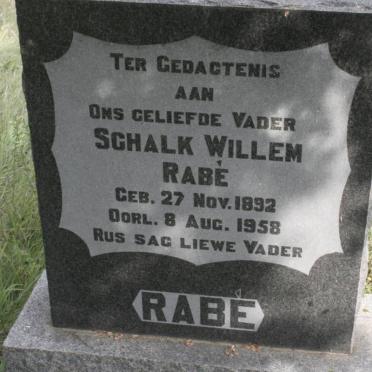 TER GEDAGTENIS
AAN
ONS GELIEFDE VADER
SCHALK WILLEM
RABÉ
GEB. 27 NOV. 1892
OORL. 8 AUG. 1958
RUS SAG LIEWE VADER
RABÉ